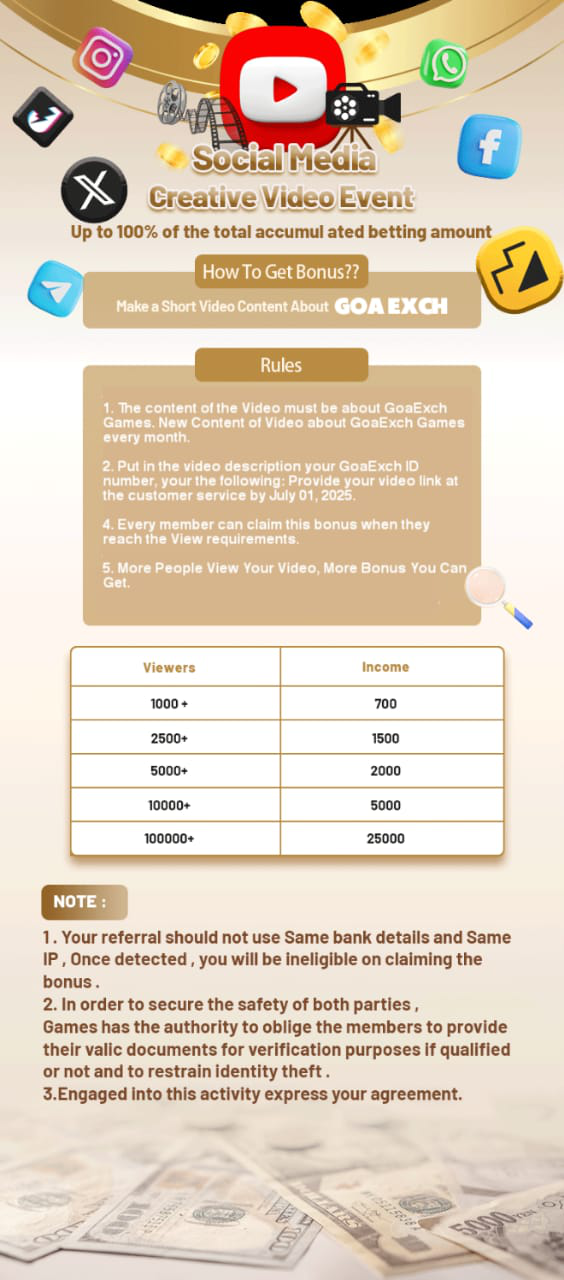 Social Media
Creative Video Event
Up to 100% of the total accumul ated betting amount
How To Get Bonus??
Make a Short Video Content About GOA EXCH
Rules
1. The content of the Video must be about GoaExch
Games. New Content of Video about GoaExch Games
every month.
2. Put in the video description your GoaExch ID
number, your the following: Provide your video link at
the customer service by July 01, 2025.
4. Every member can claim this bonus when they
reach the View requirements.
5. More People View Your Video, More Bonus You Can
Get.
Viewers Income
1000 + 700
2500+ 1500
5000+ 2000
10000+ 5000
100000+ 25000
NOTE :
1 . Your referral should not use Same bank details and Same
IP , Once detected , you will be ineligible on claiming the
bonus .
2. In order to secure the safety of both parties ,
Games has the authority to oblige the members to provide
their valic documents for verification purposes if qualified
or not and to restrain identity theft .
3.Engaged into this activity express your agreement.